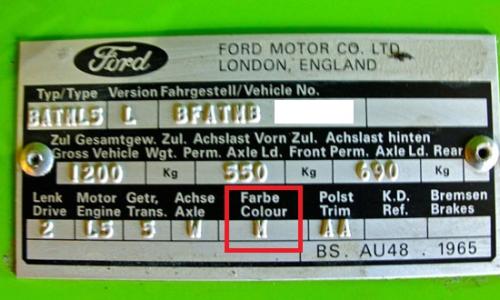 Ford
FORD MOTOR CO. LTD.
LONDON, ENGLAND
Typ/Type Version Fahrgestell/Vehicle No.
BATML5 L BFATMB
Zul Gesamtgew. Zul. Achslast Vorn Zul. Achslast hinten
Gross Vehicle Wgt. Perm. Axle Ld. Front Perm. Axle Ld. Rear
1200 Kg 550 Kg 690 Kg
Lenk Motor Getr, Achse Farbe Polst K.D. Bremsen
Drive Engine Trans. Axle Colour Trim Ref. Brakes
2 L5 5 M M AA
BS. AU48 . 1965